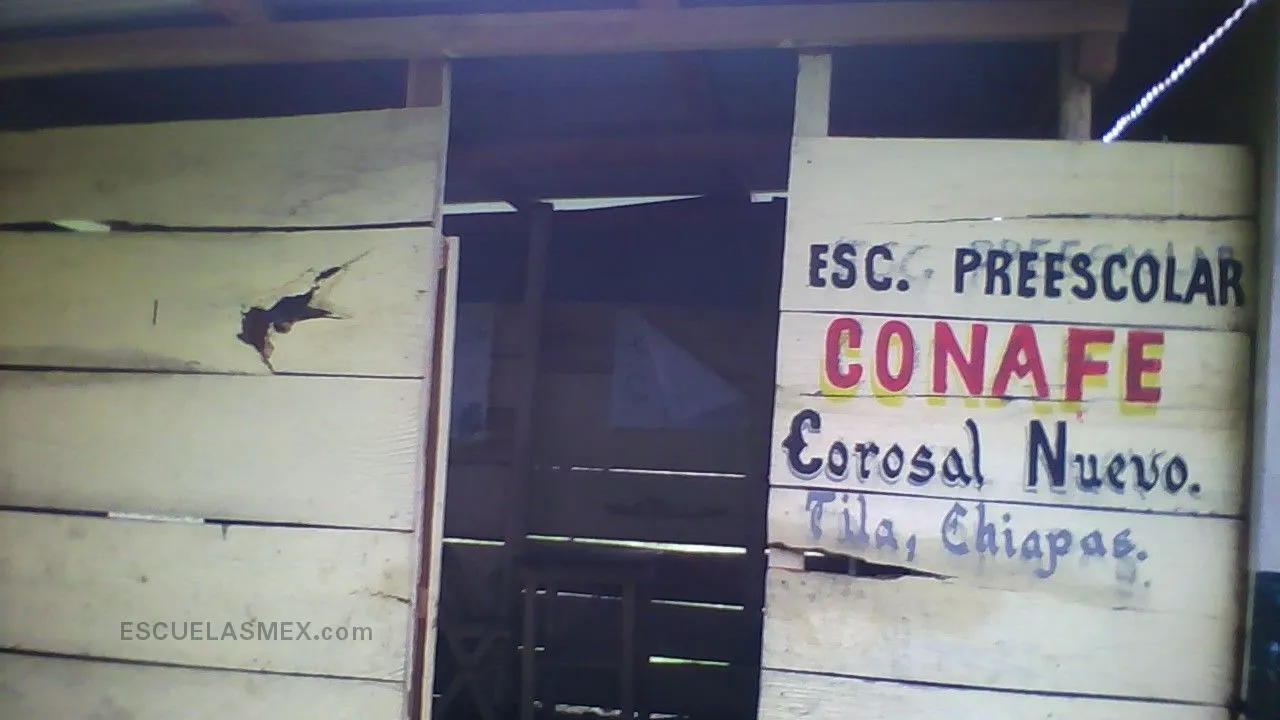 ESC. PREESCOLAR
CONAFE
Corosal Nuevo.
Tila, Chiapas.
ESCUELASMEX.com